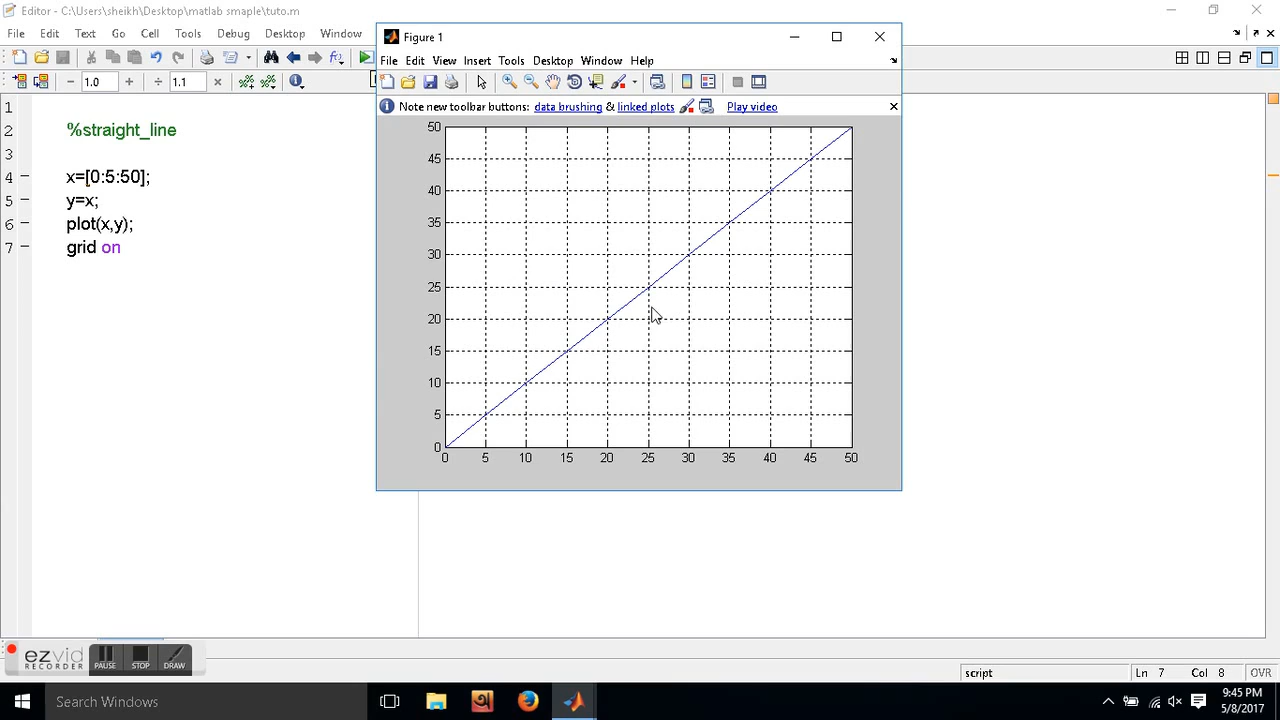 Editor - C:\Users\sheikh\Desktop\matlab smaple\tuto.m
File Edit Text Go Cell Tools Debug Desktop Window
1.0 1.1
1
2 %straight_line
3
4 x=[0:5:50];
5 y=x;
6 plot(x,y);
7 grid on
Figure 1
File Edit View Insert Tools Desktop Window Help
Note new toolbar buttons: data brushing & linked plots Play video
50
45
40
35
30
25
20
15
10
5
0
0 5 10 15 20 25 30 35 40 45 50
ezvid
RECORDER
PAUSE STOP DRAW
script Ln 7 Col 8 OVR
Search Windows
9:45 PM
5/8/2017